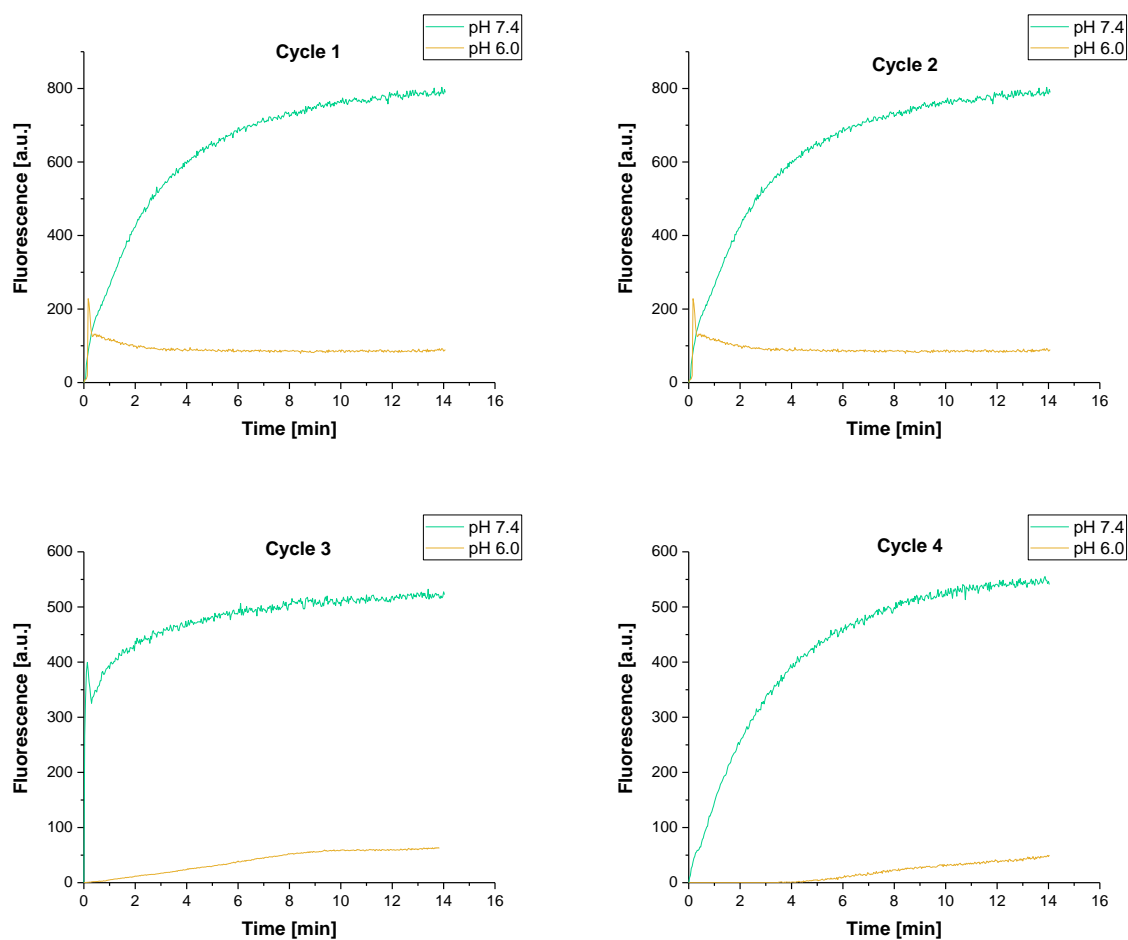 pH 7.4
pH 6.0
Cycle 1
Fluorescence [a.u.]
800
600
400
200
0
0 2 4 6 8 10 12 14 16
Time [min]
pH 7.4
pH 6.0
Cycle 2
Fluorescence [a.u.]
800
600
400
200
0
0 2 4 6 8 10 12 14 16
Time [min]
pH 7.4
pH 6.0
Cycle 3
Fluorescence [a.u.]
600
500
400
300
200
100
0
0 2 4 6 8 10 12 14 16
Time [min]
pH 7.4
pH 6.0
Cycle 4
Fluorescence [a.u.]
600
500
400
300
200
100
0
0 2 4 6 8 10 12 14 16
Time [min]